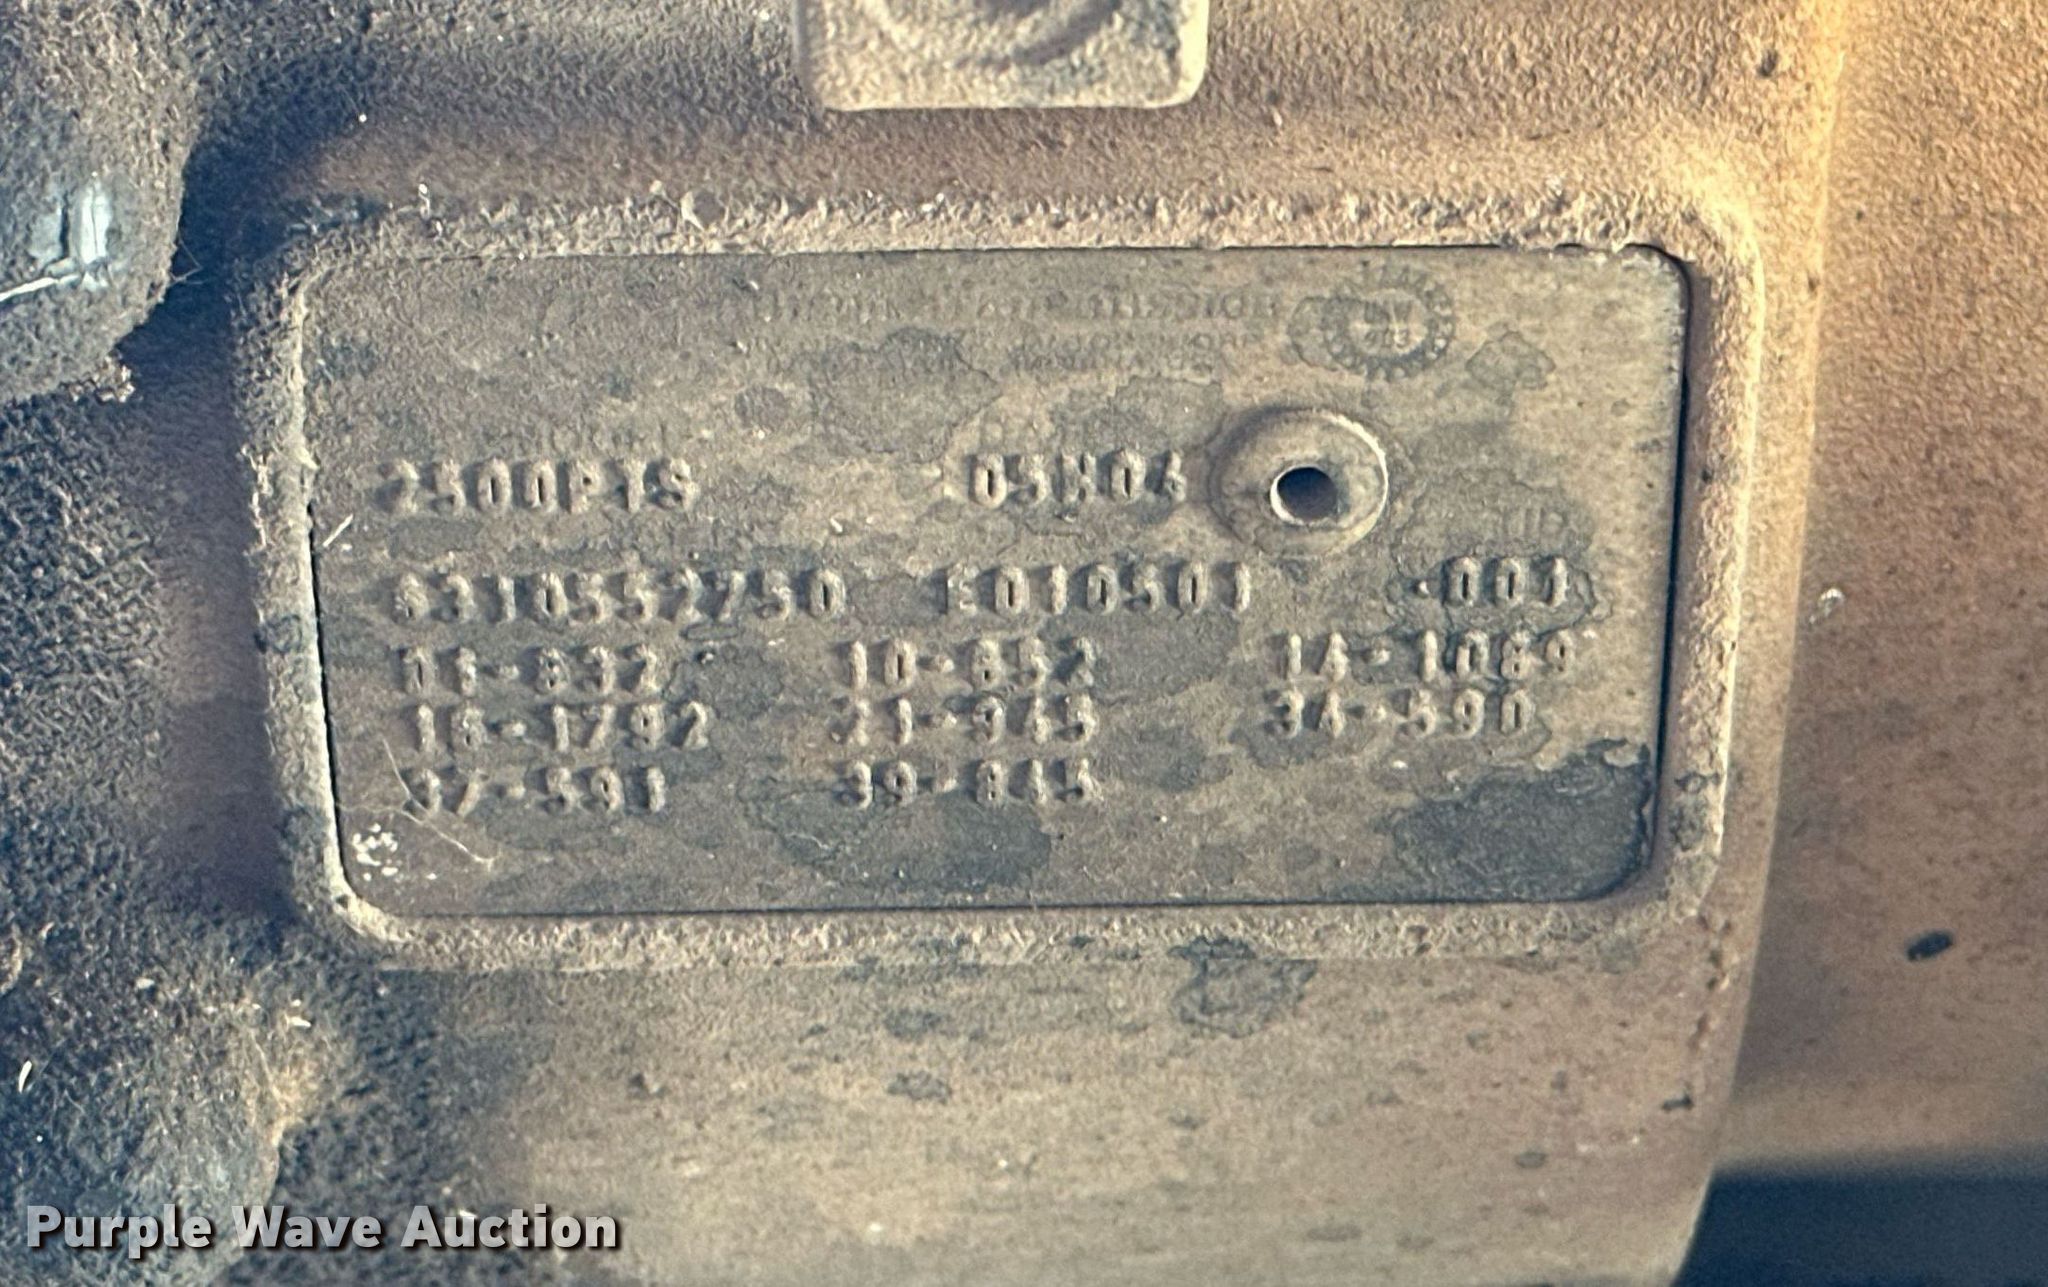 2500PTS 05H04
6310552750 E010501 -001
06-832 10-852 14-1089
16-1792 21-945 34-590
37-591 39-845
Purple Wave Auction